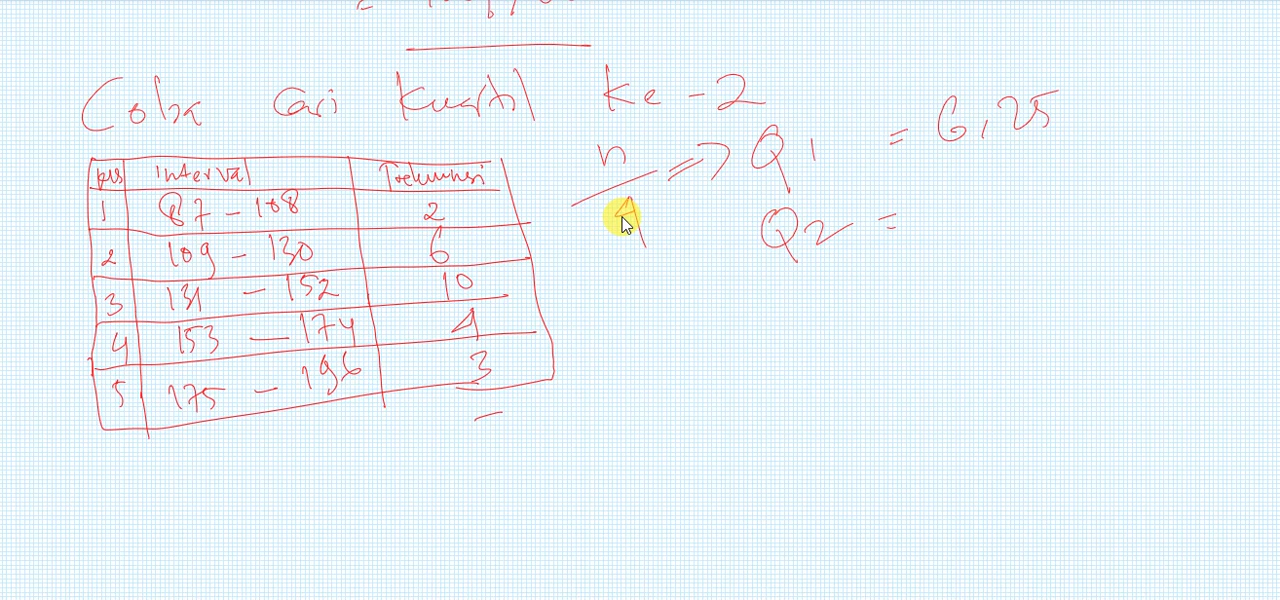 Coba Cari Kuartil Ke - 2
n/4 => Q1 = 6,25
Q2 =
kls Interval Frekuensi
1 87 - 108 2
2 109 - 130 6
3 131 - 152 10
4 153 - 174 4
5 175 - 196 3